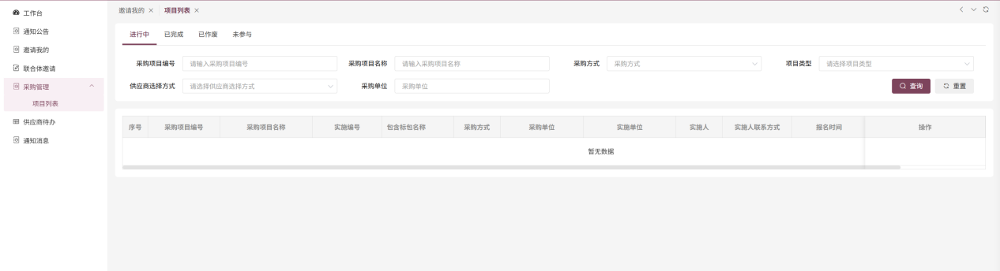 工作台
通知公告
邀请我的
联合体邀请
采购管理
项目列表
供应商待办
通知消息
邀请我的 项目列表
进行中 已完成 已作废 未参与
采购项目编号 请输入采购项目编号 采购项目名称 请输入采购项目名称 采购方式 采购方式 项目类型 请选择项目类型
供应商选择方式 请选择供应商选择方式 采购单位 采购单位 查询 重置
序号 采购项目编号 采购项目名称 实施编号 包含标包名称 采购方式 采购单位 实施单位 实施人 实施人联系方式 报名时间 操作
暂无数据